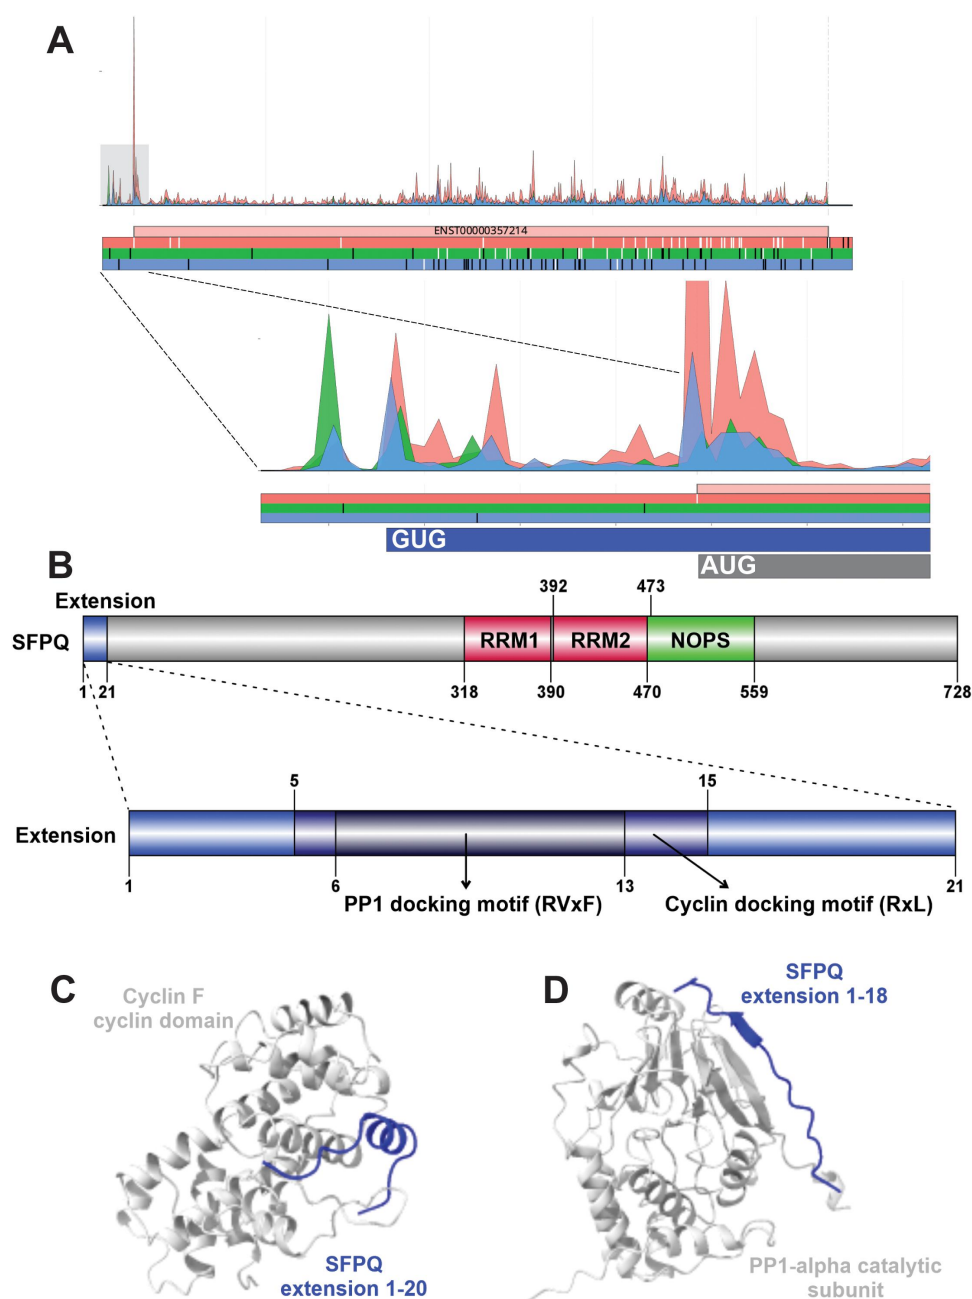 A
ENST00000357214
GUG
AUG
B
Extension
392
473
SFPQ
RRM1
RRM2
NOPS
1
21
318
390
470
559
728
5
15
Extension
1
6
13
21
PP1 docking motif (RVxF)
Cyclin docking motif (RxL)
C
Cyclin F
cyclin domain
SFPQ
extension 1-20
D
SFPQ
extension 1-18
PP1-alpha catalytic
subunit